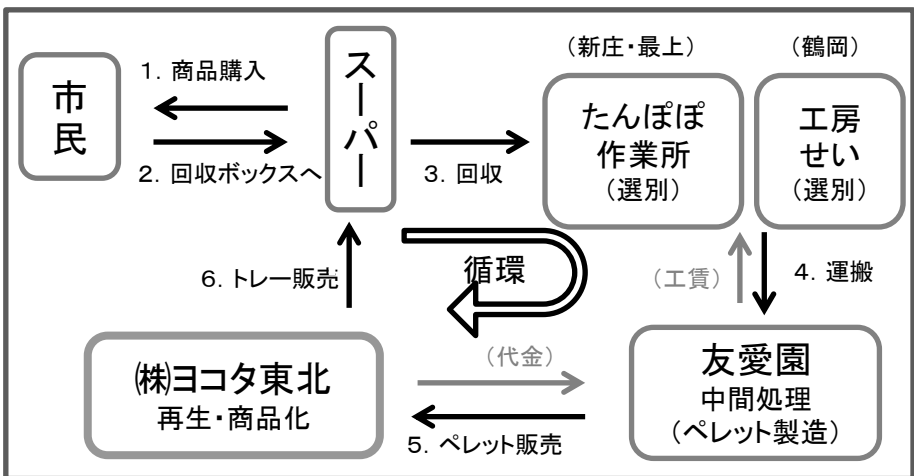 市民
1．商品購入
2．回収ボックスへ
スーパー
3．回収
（新庄・最上）
たんぽぽ
作業所
（選別）
（鶴岡）
工房
せい
（選別）
6．トレー販売
循環
（工賃）
4．運搬
㈱ヨコタ東北
再生・商品化
（代金）
5．ペレット販売
友愛園
中間処理
（ペレット製造）